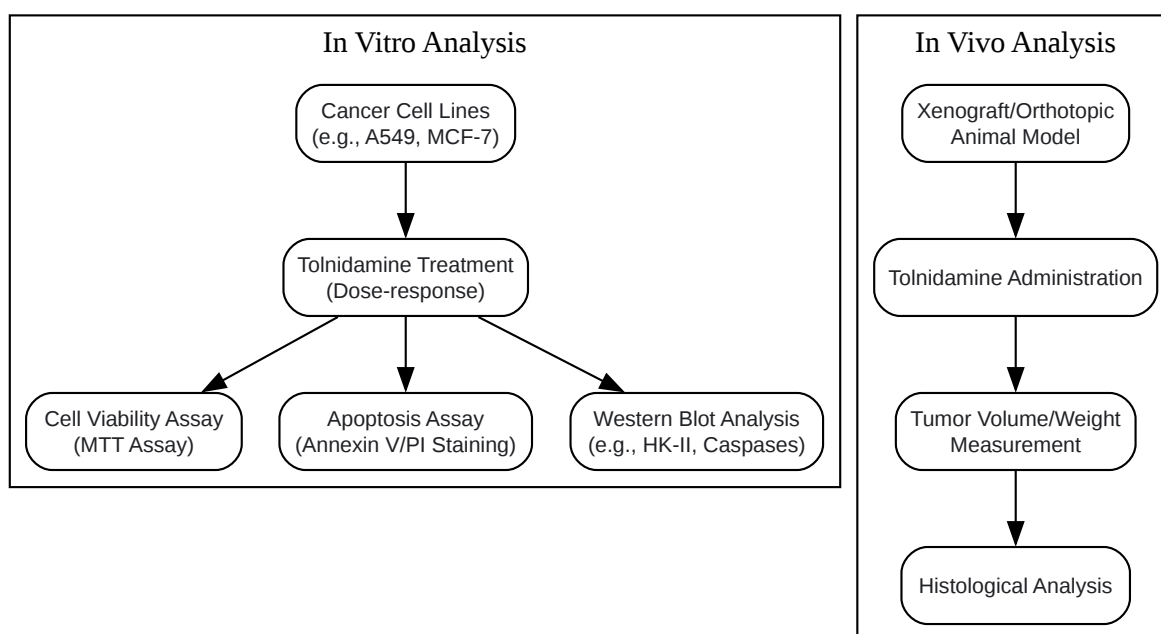 In Vitro Analysis
Cancer Cell Lines
(e.g., A549, MCF-7)
Tolnidamine Treatment
(Dose-response)
Cell Viability Assay
(MTT Assay)
Apoptosis Assay
(Annexin V/PI Staining)
Western Blot Analysis
(e.g., HK-II, Caspases)
In Vivo Analysis
Xenograft/Orthotopic
Animal Model
Tolnidamine Administration
Tumor Volume/Weight
Measurement
Histological Analysis